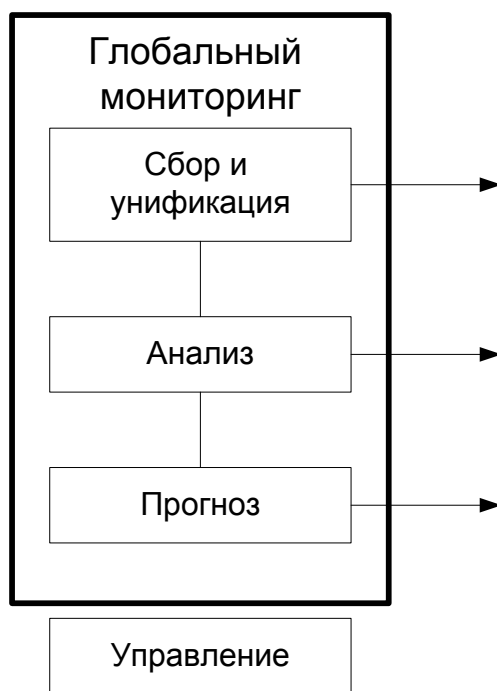 Глобальный
мониторинг
Сбор и
унификация
Анализ
Прогноз
Управление